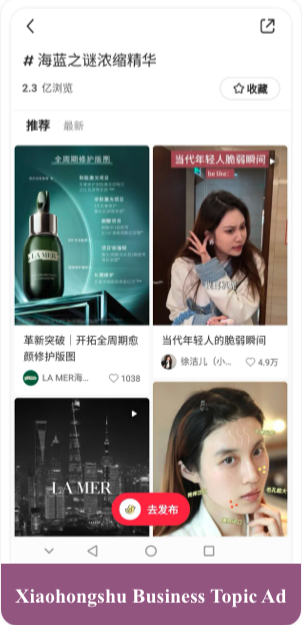 # 海蓝之谜浓缩精华
2.3 亿浏览
收藏
推荐 最新
全周期修护版图
LA MER
当代年轻人脆弱瞬间
be like:
革新突破｜开拓全周期愈
颜修护版图
LA MER海... 1038
当代年轻人的脆弱瞬间
徐洁儿（小... 4.9万
LA MER
去发布
Xiaohongshu Business Topic Ad